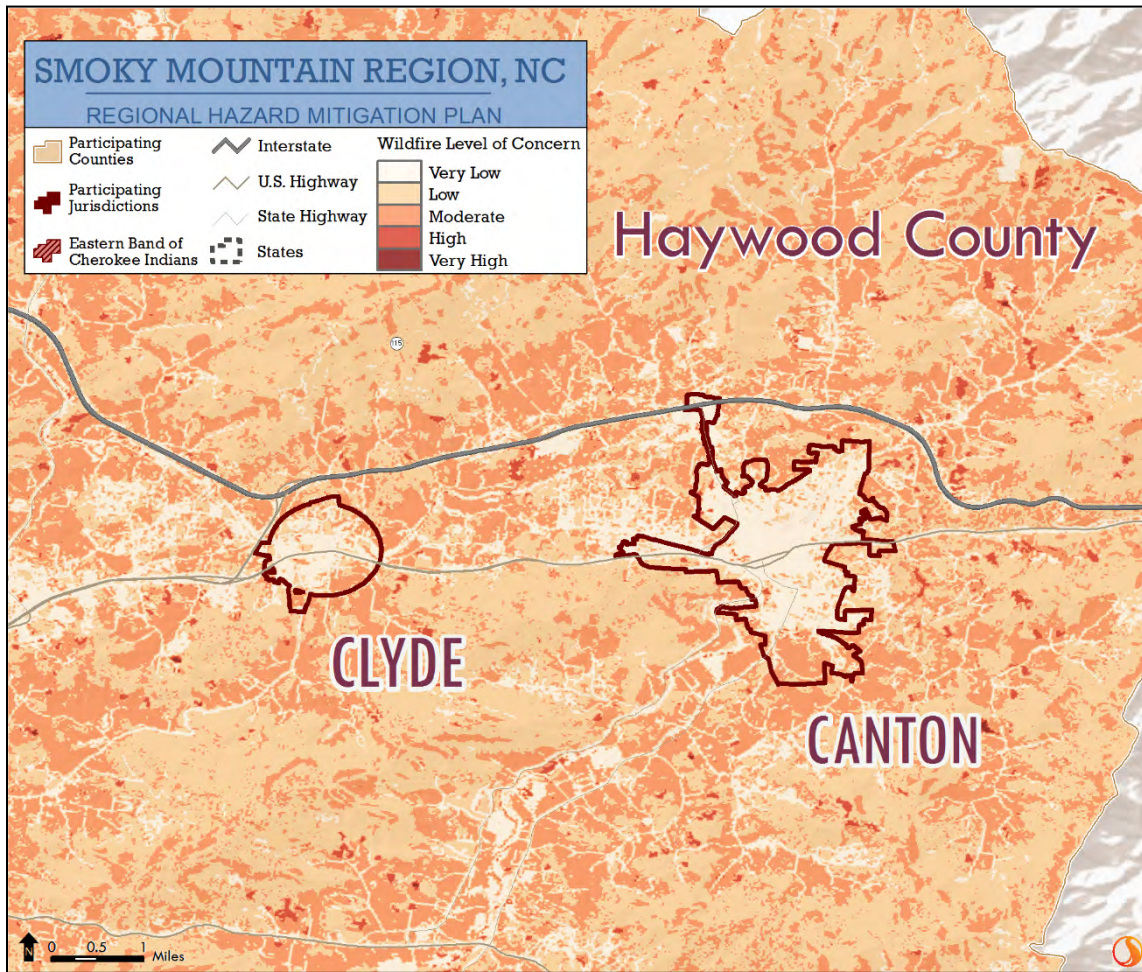 SMOKY MOUNTAIN REGION, NC
REGIONAL HAZARD MITIGATION PLAN
Participating
Counties
Participating
Jurisdictions
Eastern Band of
Cherokee Indians
Interstate
U.S. Highway
State Highway
States
Wildfire Level of Concern
Very Low
Low
Moderate
High
Very High
Haywood County
115
CLYDE
CANTON
N
0 0.5 1
Miles